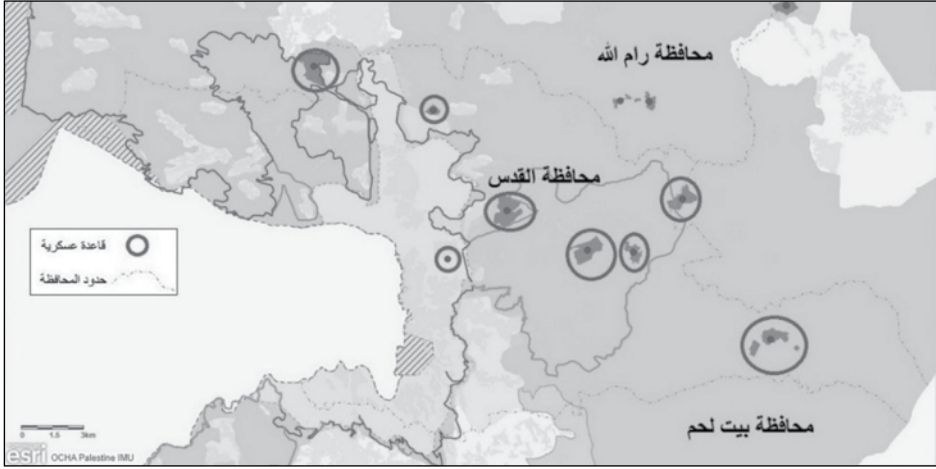 محافظة رام الله
محافظة القدس
قاعدة عسكرية
حدود المحافظة
محافظة بيت لحم
0 1.5 3km
esri OCHA Palestine IMU